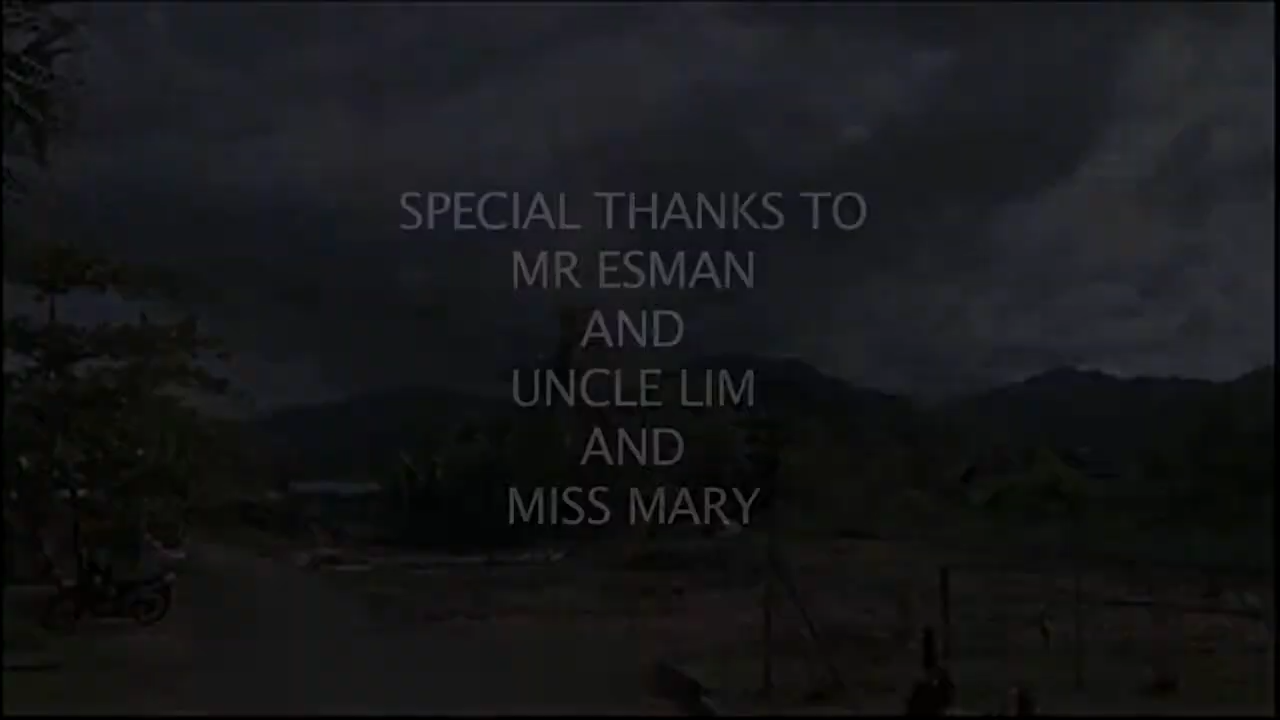 SPECIAL THANKS TO
MR ESMAN
AND
UNCLE LIM
AND
MISS MARY